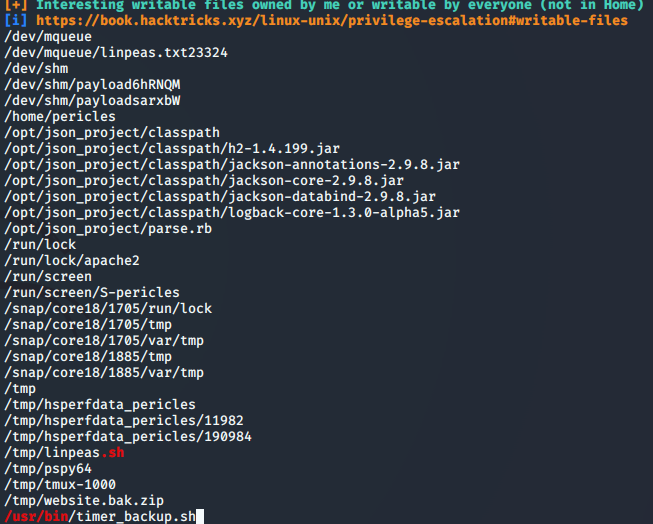 [+] Interesting writable files owned by me or writable by everyone (not in Home)
[i] https://book.hacktricks.xyz/linux-unix/privilege-escalation#writable-files
/dev/mqueue
/dev/mqueue/linpeas.txt23324
/dev/shm
/dev/shm/payload6hRNQM
/dev/shm/payloadsarxbW
/home/pericles
/opt/json_project/classpath
/opt/json_project/classpath/h2-1.4.199.jar
/opt/json_project/classpath/jackson-annotations-2.9.8.jar
/opt/json_project/classpath/jackson-core-2.9.8.jar
/opt/json_project/classpath/jackson-databind-2.9.8.jar
/opt/json_project/classpath/logback-core-1.3.0-alpha5.jar
/opt/json_project/parse.rb
/run/lock
/run/lock/apache2
/run/screen
/run/screen/S-pericles
/snap/core18/1705/run/lock
/snap/core18/1705/tmp
/snap/core18/1705/var/tmp
/snap/core18/1885/tmp
/snap/core18/1885/var/tmp
/tmp
/tmp/hsperfdata_pericles
/tmp/hsperfdata_pericles/11982
/tmp/hsperfdata_pericles/190984
/tmp/linpeas.sh
/tmp/pspy64
/tmp/tmux-1000
/tmp/website.bak.zip
/usr/bin/timer_backup.sh